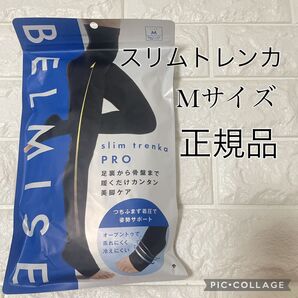 BELMISE
M
スリムトレンカ
Mサイズ
正規品
slim trenka
PRO
足裏から骨盤まで
履くだけカンタン
美脚ケア
つちふまず着圧で
姿勢サポート
オープントゥで
蒸れにくく
冷えにくい
PIC•COLLAGE